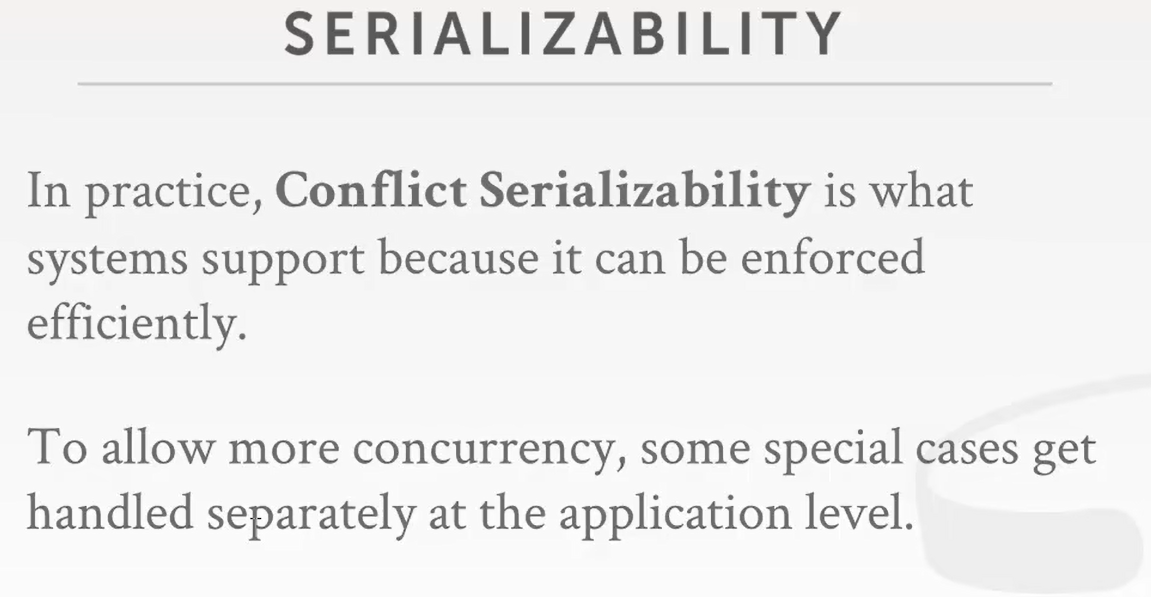 SERIALIZABILITY
In practice, Conflict Serializability is what
systems support because it can be enforced
efficiently.
To allow more concurrency, some special cases get
handled separately at the application level.